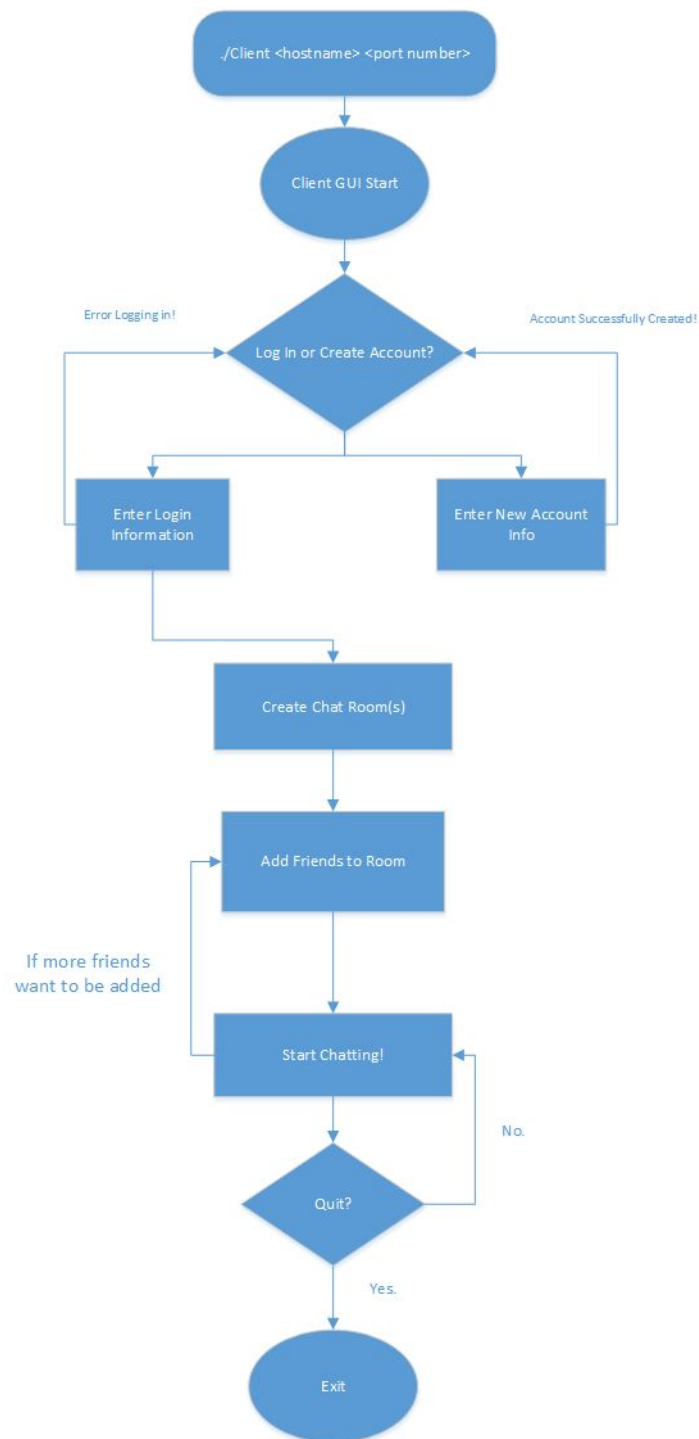 ./Client <hostname> <port number>
Client GUI Start
Error Logging in!
Account Successfully Created!
Log In or Create Account?
Enter Login
Information
Enter New Account
Info
Create Chat Room(s)
Add Friends to Room
If more friends
want to be added
Start Chatting!
No.
Quit?
Yes.
Exit